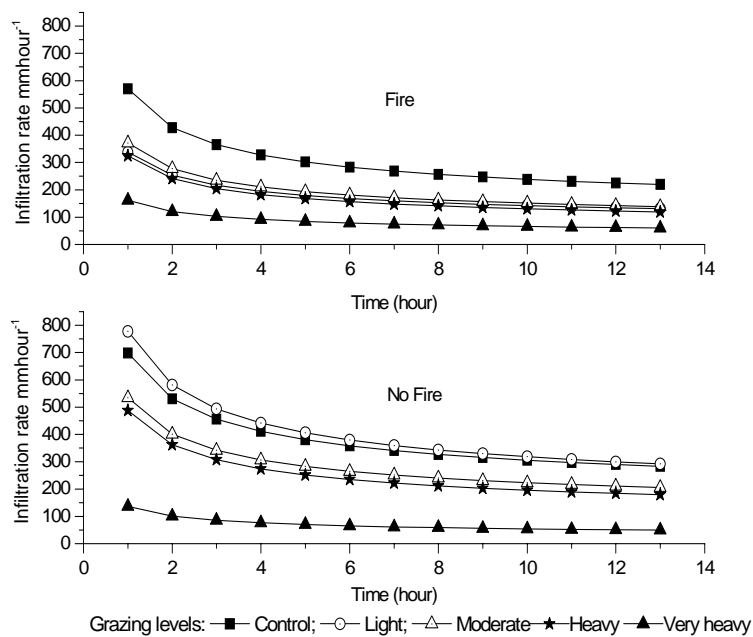 800
700
600
500
400
300
200
100
0
Infiltration rate mmhour-1
Fire
0 2 4 6 8 10 12 14
Time (hour)
800
700
600
500
400
300
200
100
0
Infiltration rate mmhour-1
No Fire
0 2 4 6 8 10 12 14
Time (hour)
Grazing levels: Control; Light; Moderate Heavy Very heavy